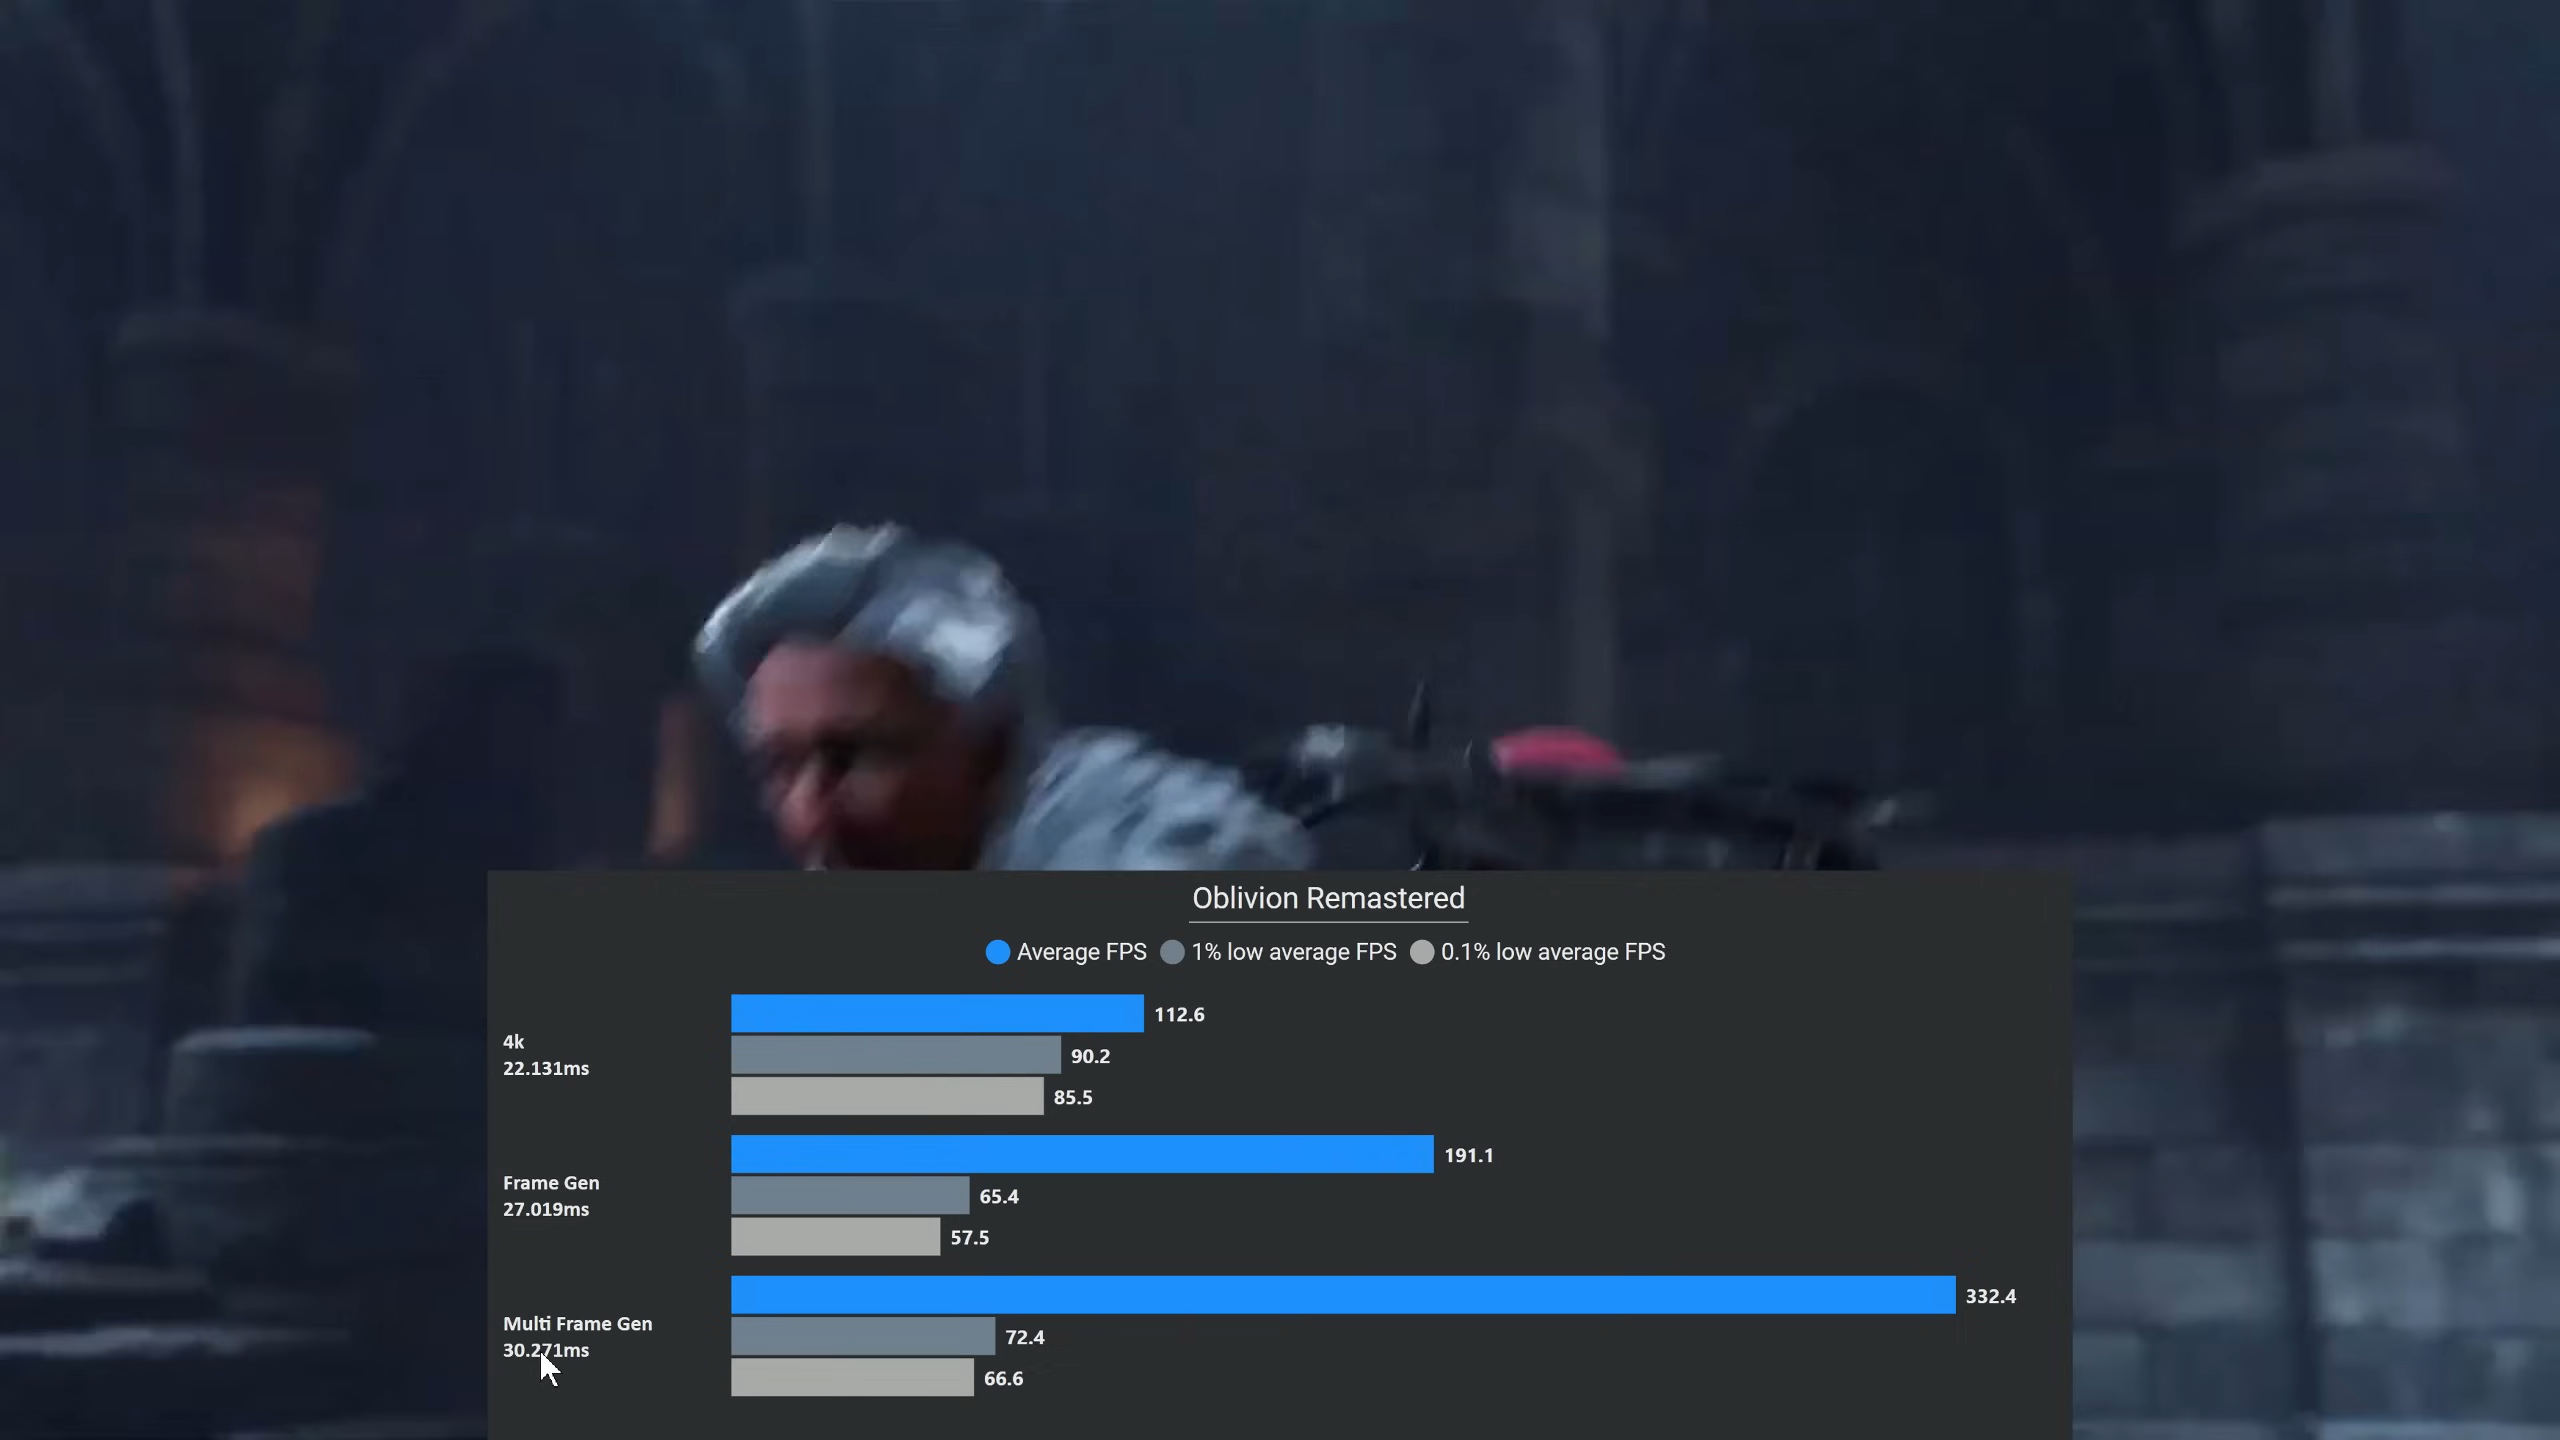 Oblivion Remastered
Average FPS 1% low average FPS 0.1% low average FPS
4k
22.131ms
112.6
90.2
85.5
Frame Gen
27.019ms
191.1
65.4
57.5
Multi Frame Gen
30.271ms
332.4
72.4
66.6